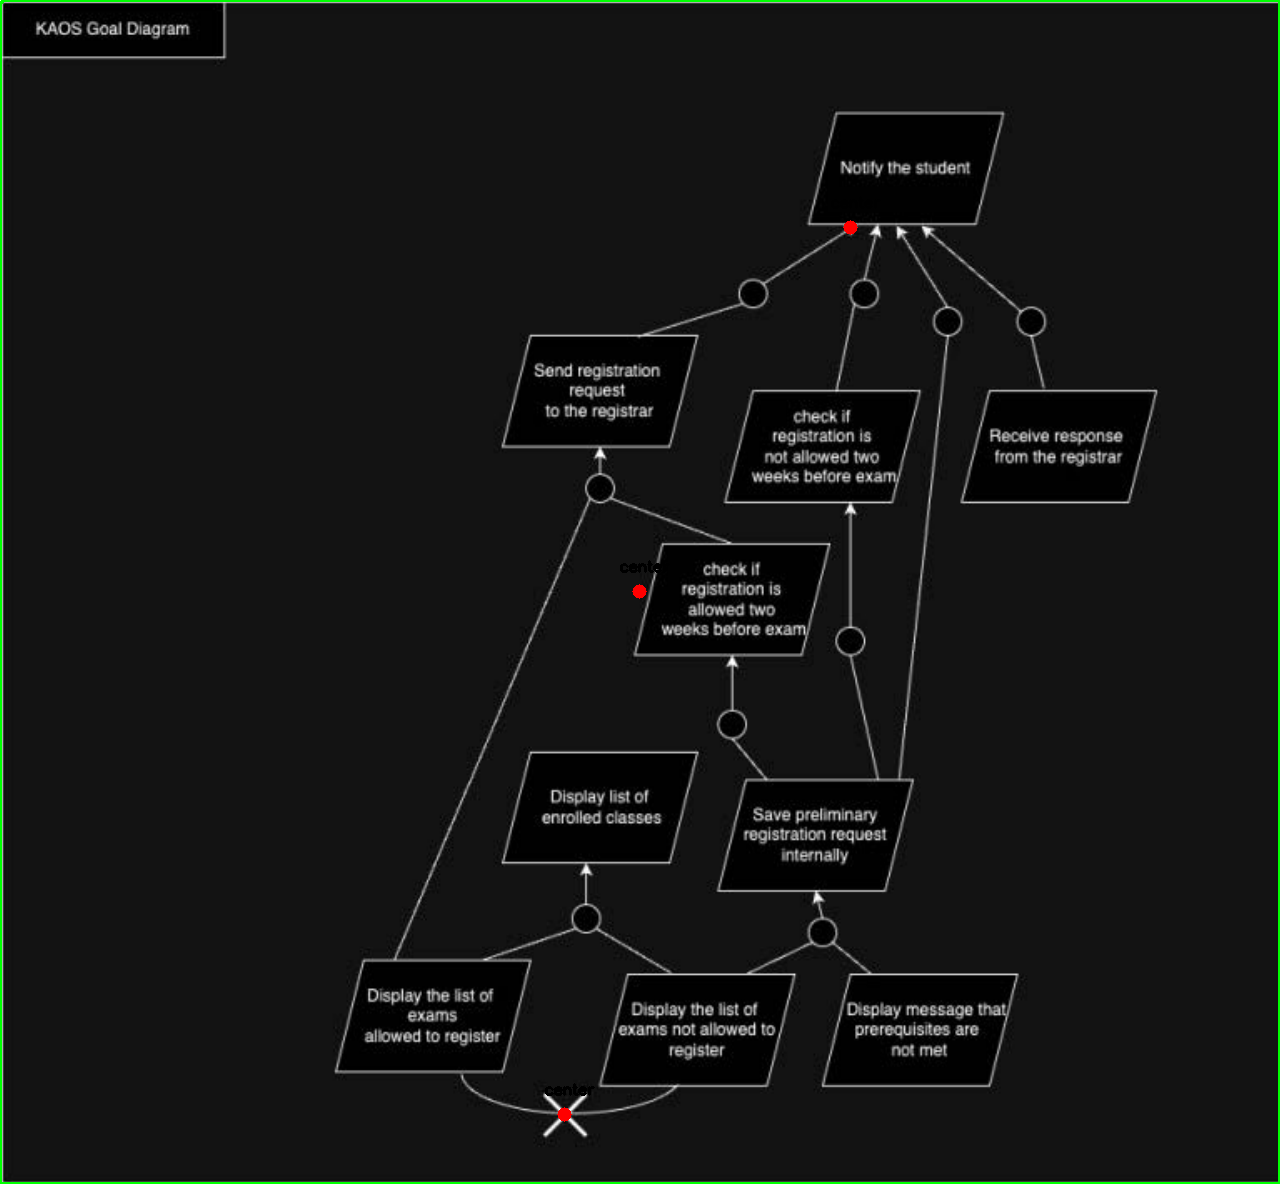 KAOS Goal Diagram
Notify the student
Send registration
request
to the registrar
check if
registration is
not allowed two
weeks before exam
Receive response
from the registrar
center
check if
registration is
allowed two
weeks before exam
Display list of
enrolled classes
Save preliminary
registration request
internally
Display the list of
exams
allowed to register
Display the list of
exams not allowed to
register
Display message that
prerequisites are
not met
center